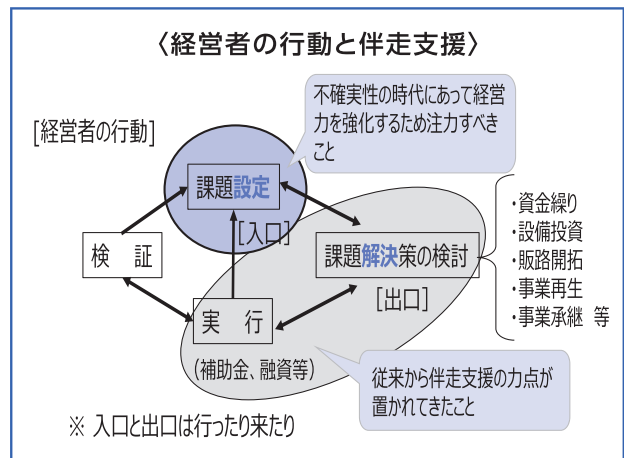 〈経営者の行動と伴走支援〉
不確実性の時代にあって経営
力を強化するため注力すべき
こと
[経営者の行動]
課題設定
[入口]
検　証
課題解決策の検討
[出口]
・資金繰り
・設備投資
・販路開拓
・事業再生
・事業承継 等
実　行
(補助金、融資等)
従来から伴走支援の力点が
置かれてきたこと
※ 入口と出口は行ったり来たり